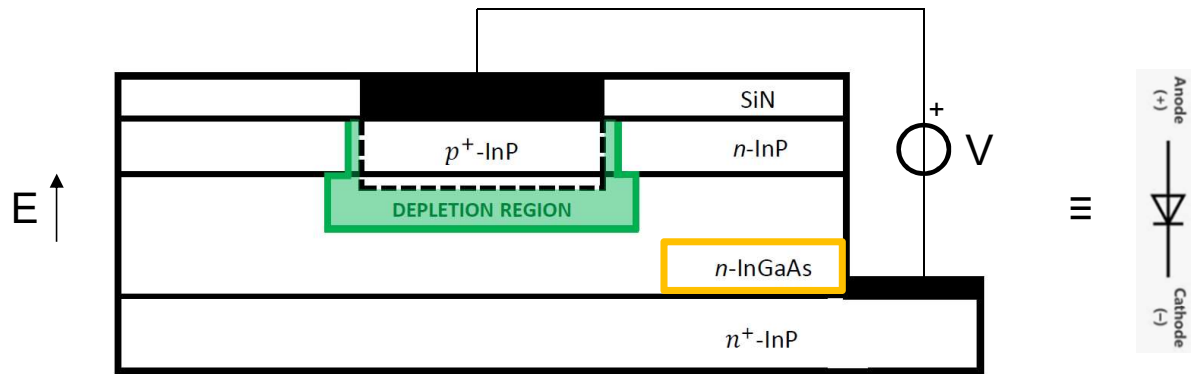 SiN
+
p⁺-InP
n-InP
V
E
DEPLETION REGION
≡
n-InGaAs
n⁺-InP
Anode
(+)
Cathode
(−)